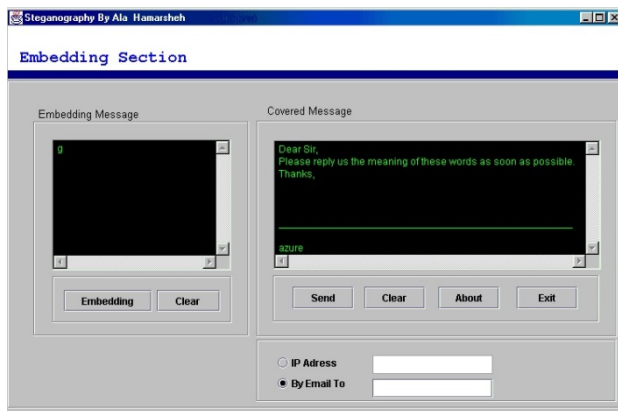 Steganography By Ala Hamarsheh
Embedding Section
Embedding Message
g
Embedding
Clear
Covered Message
Dear Sir,
Please reply us the meaning of these words as soon as possible.
Thanks,
azure
Send
Clear
About
Exit
IP Adress
By Email To